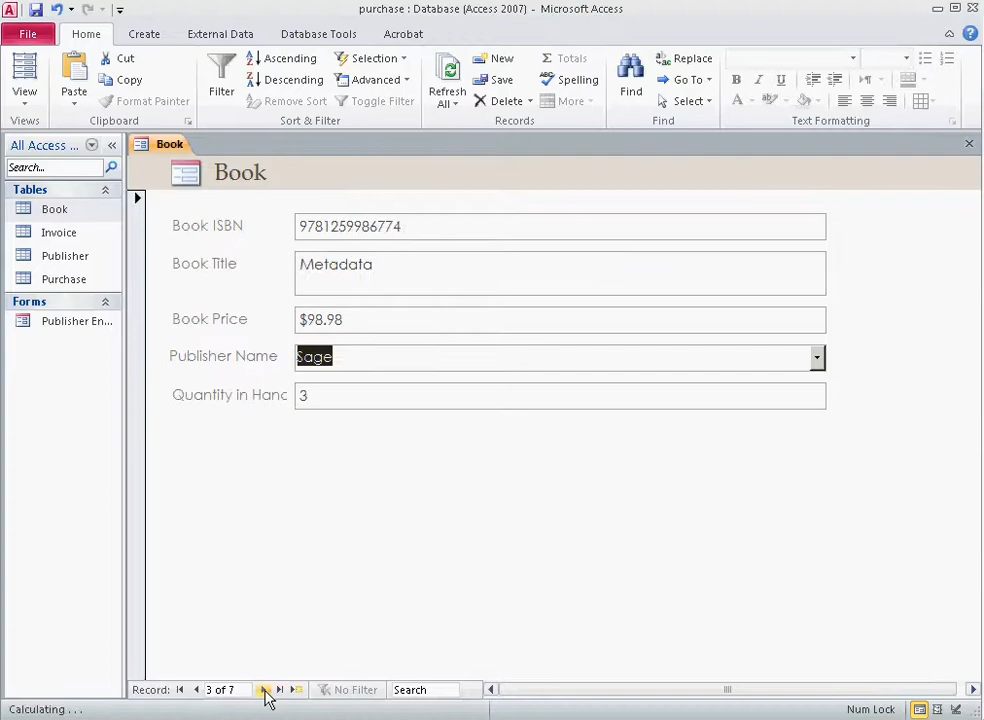 purchase : Database (Access 2007) - Microsoft Access
File Home Create External Data Database Tools Acrobat
View
Views
Paste
Cut
Copy
Format Painter
Clipboard
Filter
Ascending
Descending
Remove Sort
Selection
Advanced
Toggle Filter
Sort & Filter
Refresh
All
New
Save
Delete
Totals
Spelling
More
Records
Find
Replace
Go To
Select
Find
B I U
A
Text Formatting
All Access ...
Search...
Tables
Book
Invoice
Publisher
Purchase
Forms
Publisher En...
Book
Book
Book ISBN 9781259986774
Book Title Metadata
Book Price $98.98
Publisher Name Sage
Quantity in Hanc 3
Record: 3 of 7 No Filter Search
Calculating . . . Num Lock